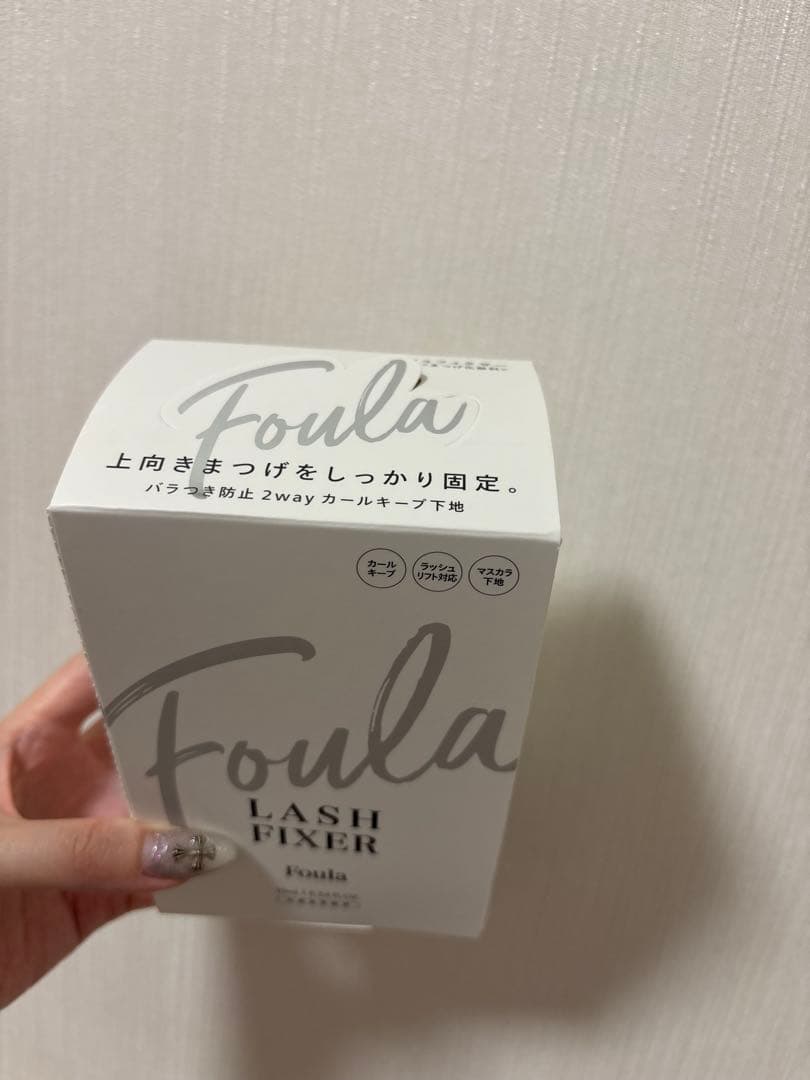 Foula
上向きまつげをしっかり固定。
バラつき防止 2way カールキープ下地
カール
キープ
ラッシュ
リフト対応
マスカラ
下地
Foula
LASH
FIXER
Foula